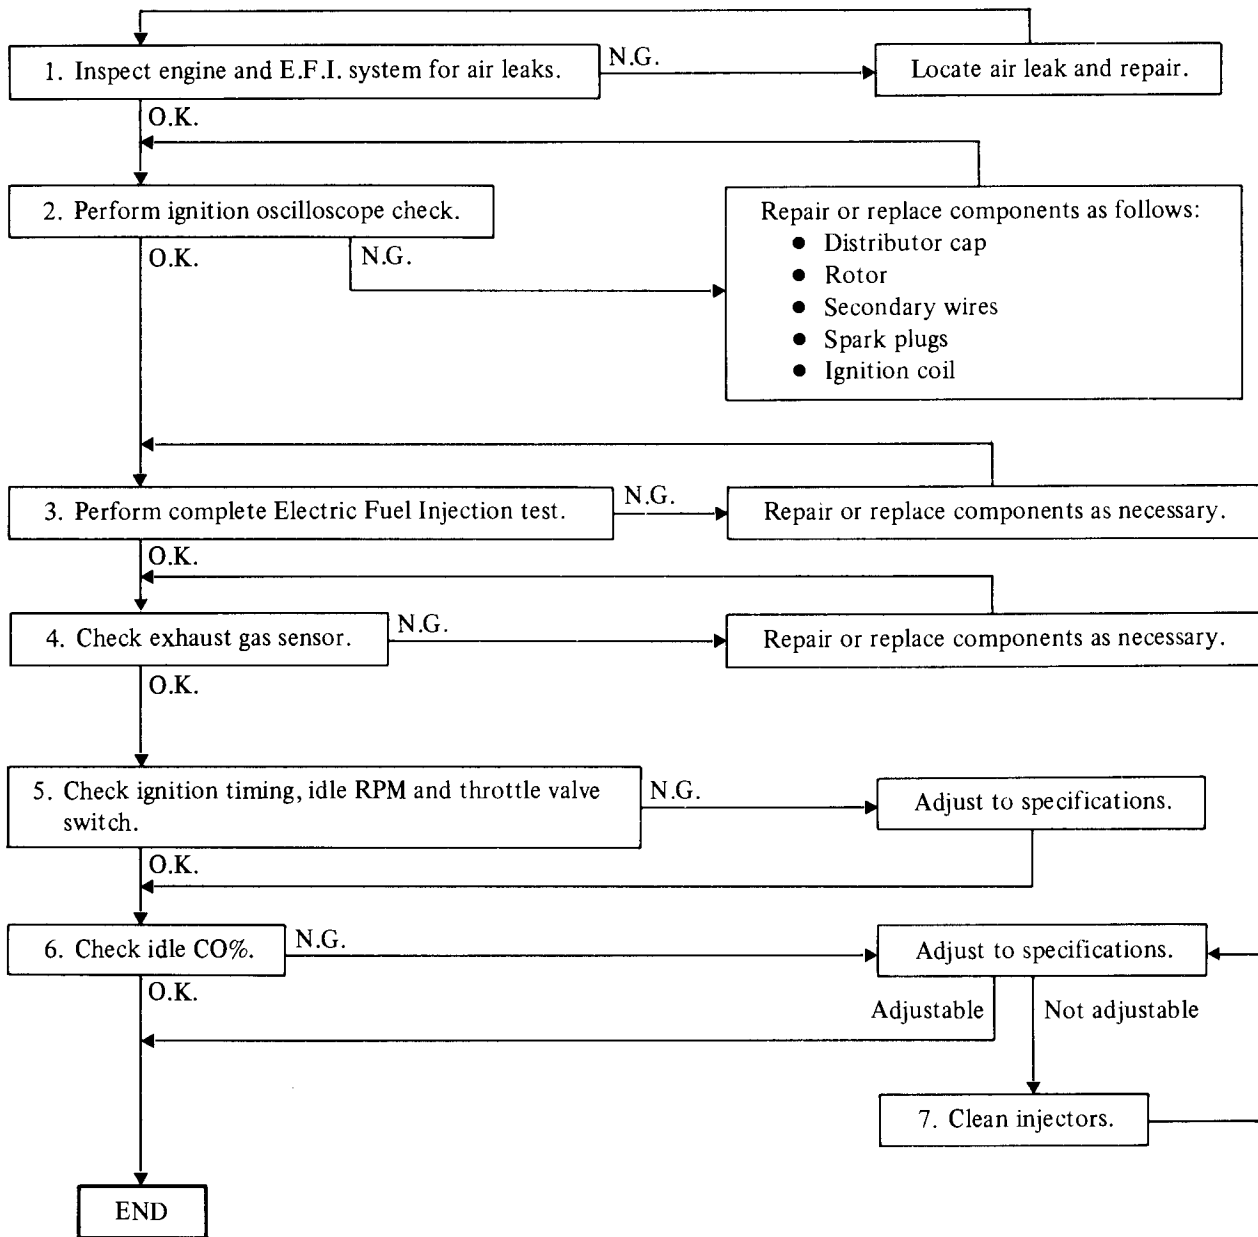 1. Inspect engine and E.F.I. system for air leaks.
N.G.
Locate air leak and repair.
O.K.
2. Perform ignition oscilloscope check.
O.K.
N.G.
Repair or replace components as follows:
● Distributor cap
● Rotor
● Secondary wires
● Spark plugs
● Ignition coil
3. Perform complete Electric Fuel Injection test.
N.G.
Repair or replace components as necessary.
O.K.
4. Check exhaust gas sensor.
N.G.
Repair or replace components as necessary.
O.K.
5. Check ignition timing, idle RPM and throttle valve
switch.
N.G.
Adjust to specifications.
O.K.
6. Check idle CO%.
N.G.
Adjust to specifications.
O.K.
Adjustable
Not adjustable
7. Clean injectors.
END